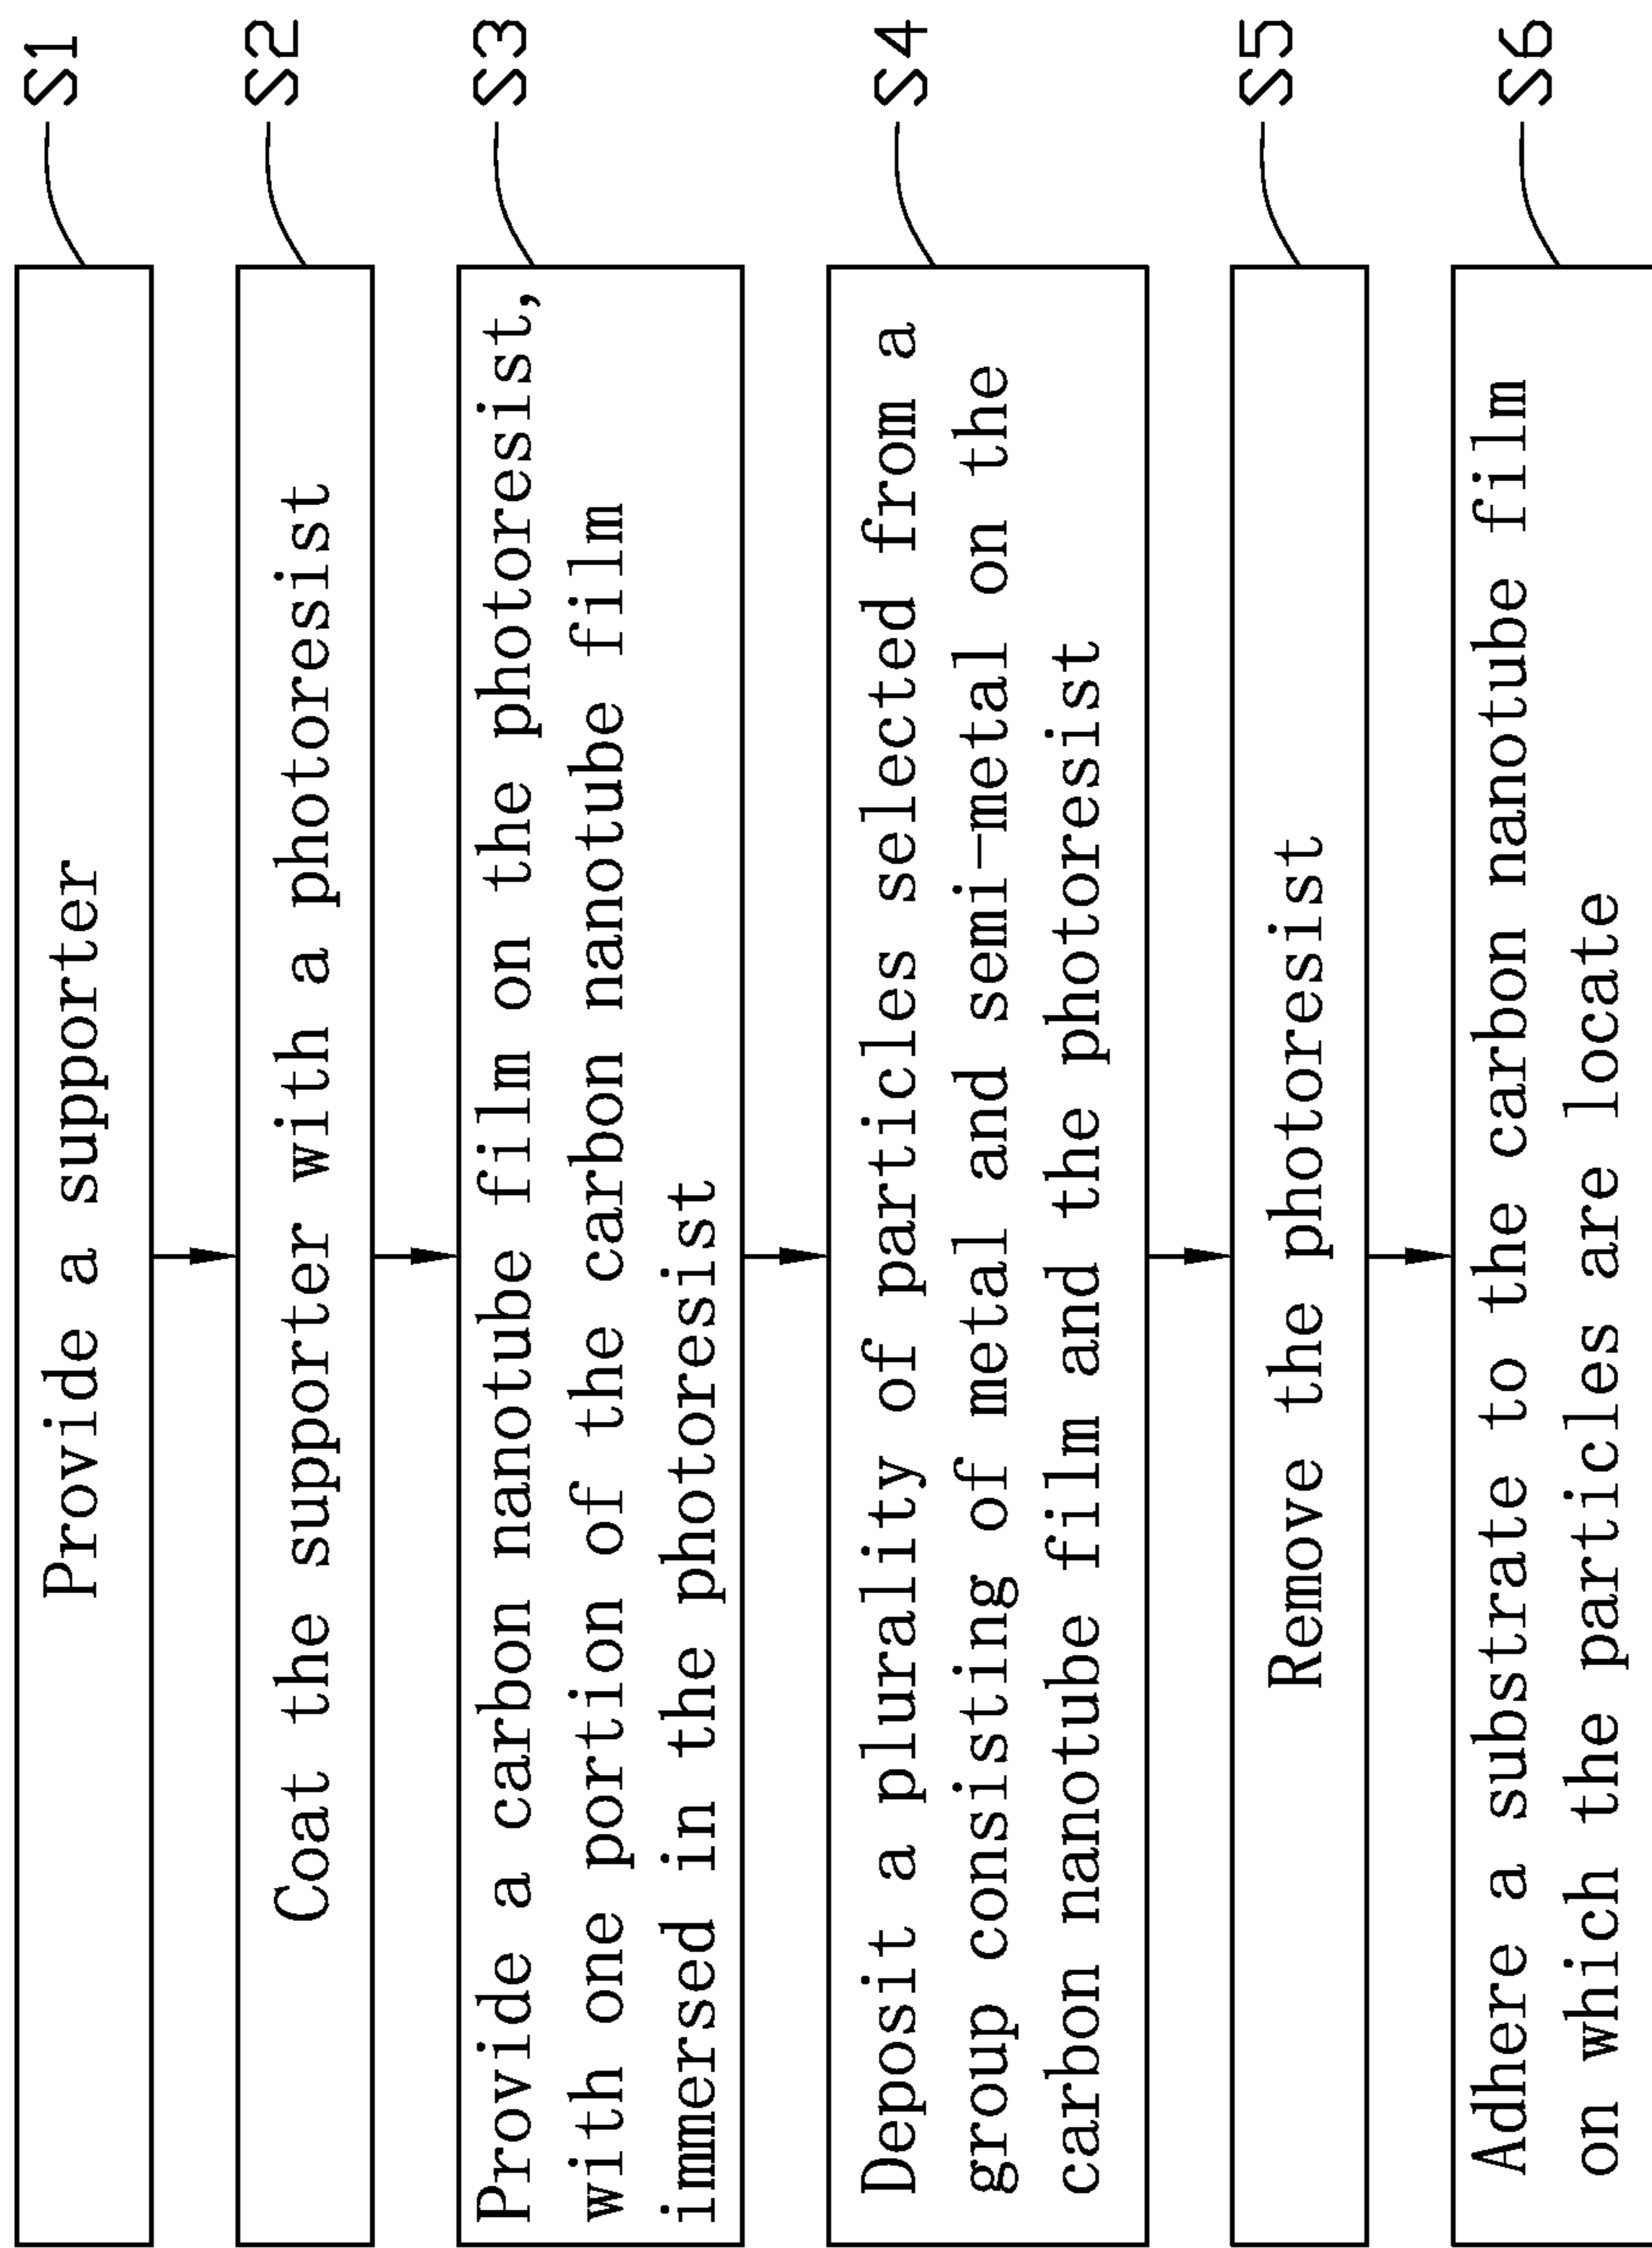 Provide a supporter
S1
Coat the supporter with a photoresist
S2
Provide a carbon nanotube film on the photoresist,
with one portion of the carbon nanotube film
immersed in the photoresist
S3
Deposit a plurality of particles selected from a
group consisting of metal and semi-metal on the
carbon nanotube film and the photoresist
S4
Remove the photoresist
S5
Adhere a substrate to the carbon nanotube film
on which the particles are locate
S6